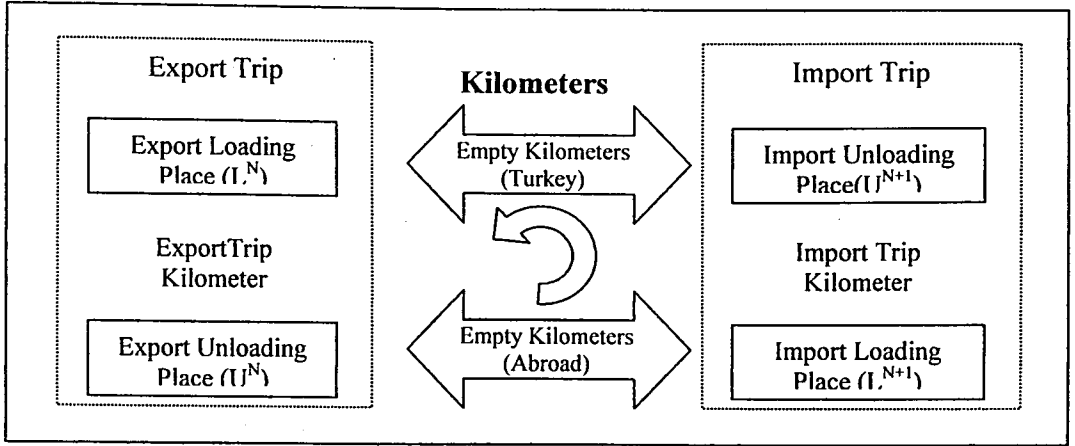 Export Trip
Export Loading
Place (L^N)
ExportTrip
Kilometer
Export Unloading
Place (U^N)
Kilometers
Empty Kilometers
(Turkey)
Empty Kilometers
(Abroad)
Import Trip
Import Unloading
Place(U^N+1)
Import Trip
Kilometer
Import Loading
Place (L^N+1)